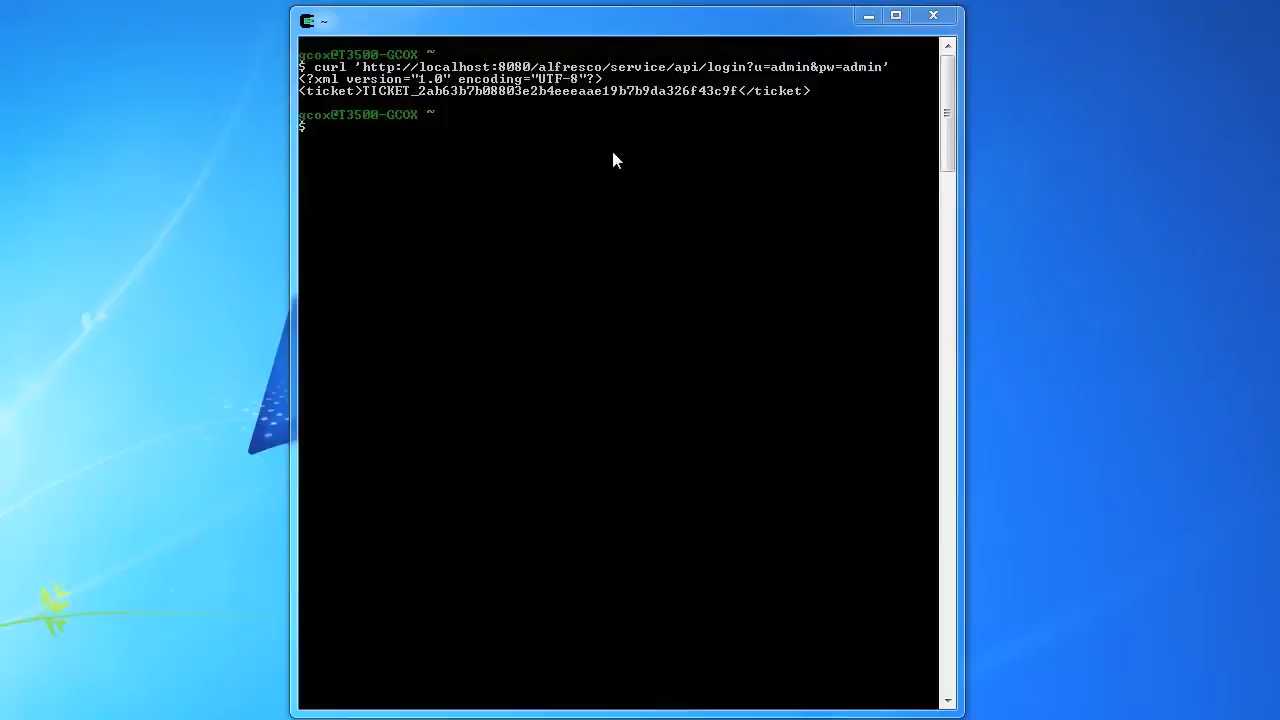 ~
gcox@T3500-GCOX ~
$ curl 'http://localhost:8080/alfresco/service/api/login?u=admin&pw=admin'
<?xml version="1.0" encoding="UTF-8"?>
<ticket>TICKET_2ab63b7b08803e2b4eeeaae19b7b9da326f43c9f</ticket>
gcox@T3500-GCOX ~
$